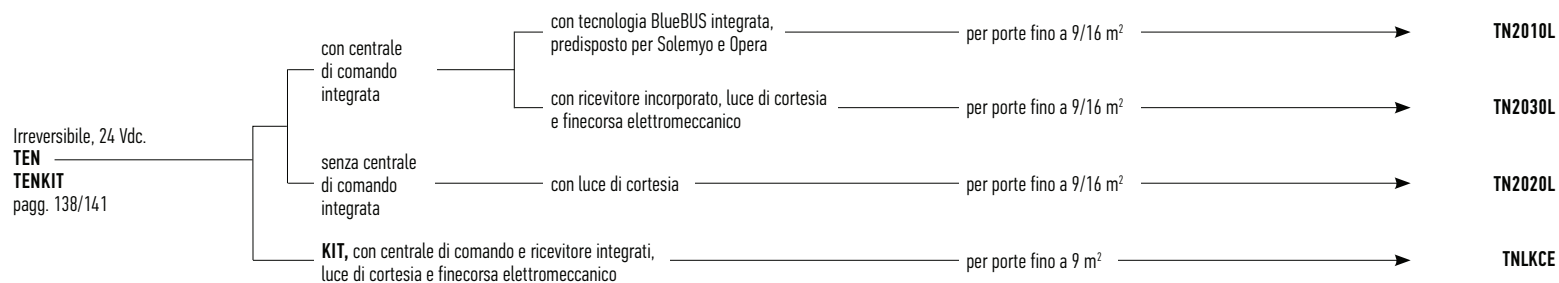 Irreversibile, 24 Vdc.
TEN
TENKIT
pagg. 138/141
con centrale
di comando
integrata
con tecnologia BlueBUS integrata,
predisposto per Solemyo e Opera
per porte fino a 9/16 m²
TN2010L
con ricevitore incorporato, luce di cortesia
e finecorsa elettromeccanico
per porte fino a 9/16 m²
TN2030L
senza centrale
di comando
integrata
con luce di cortesia
per porte fino a 9/16 m²
TN2020L
KIT, con centrale di comando e ricevitore integrati,
luce di cortesia e finecorsa elettromeccanico
per porte fino a 9 m²
TNLKCE